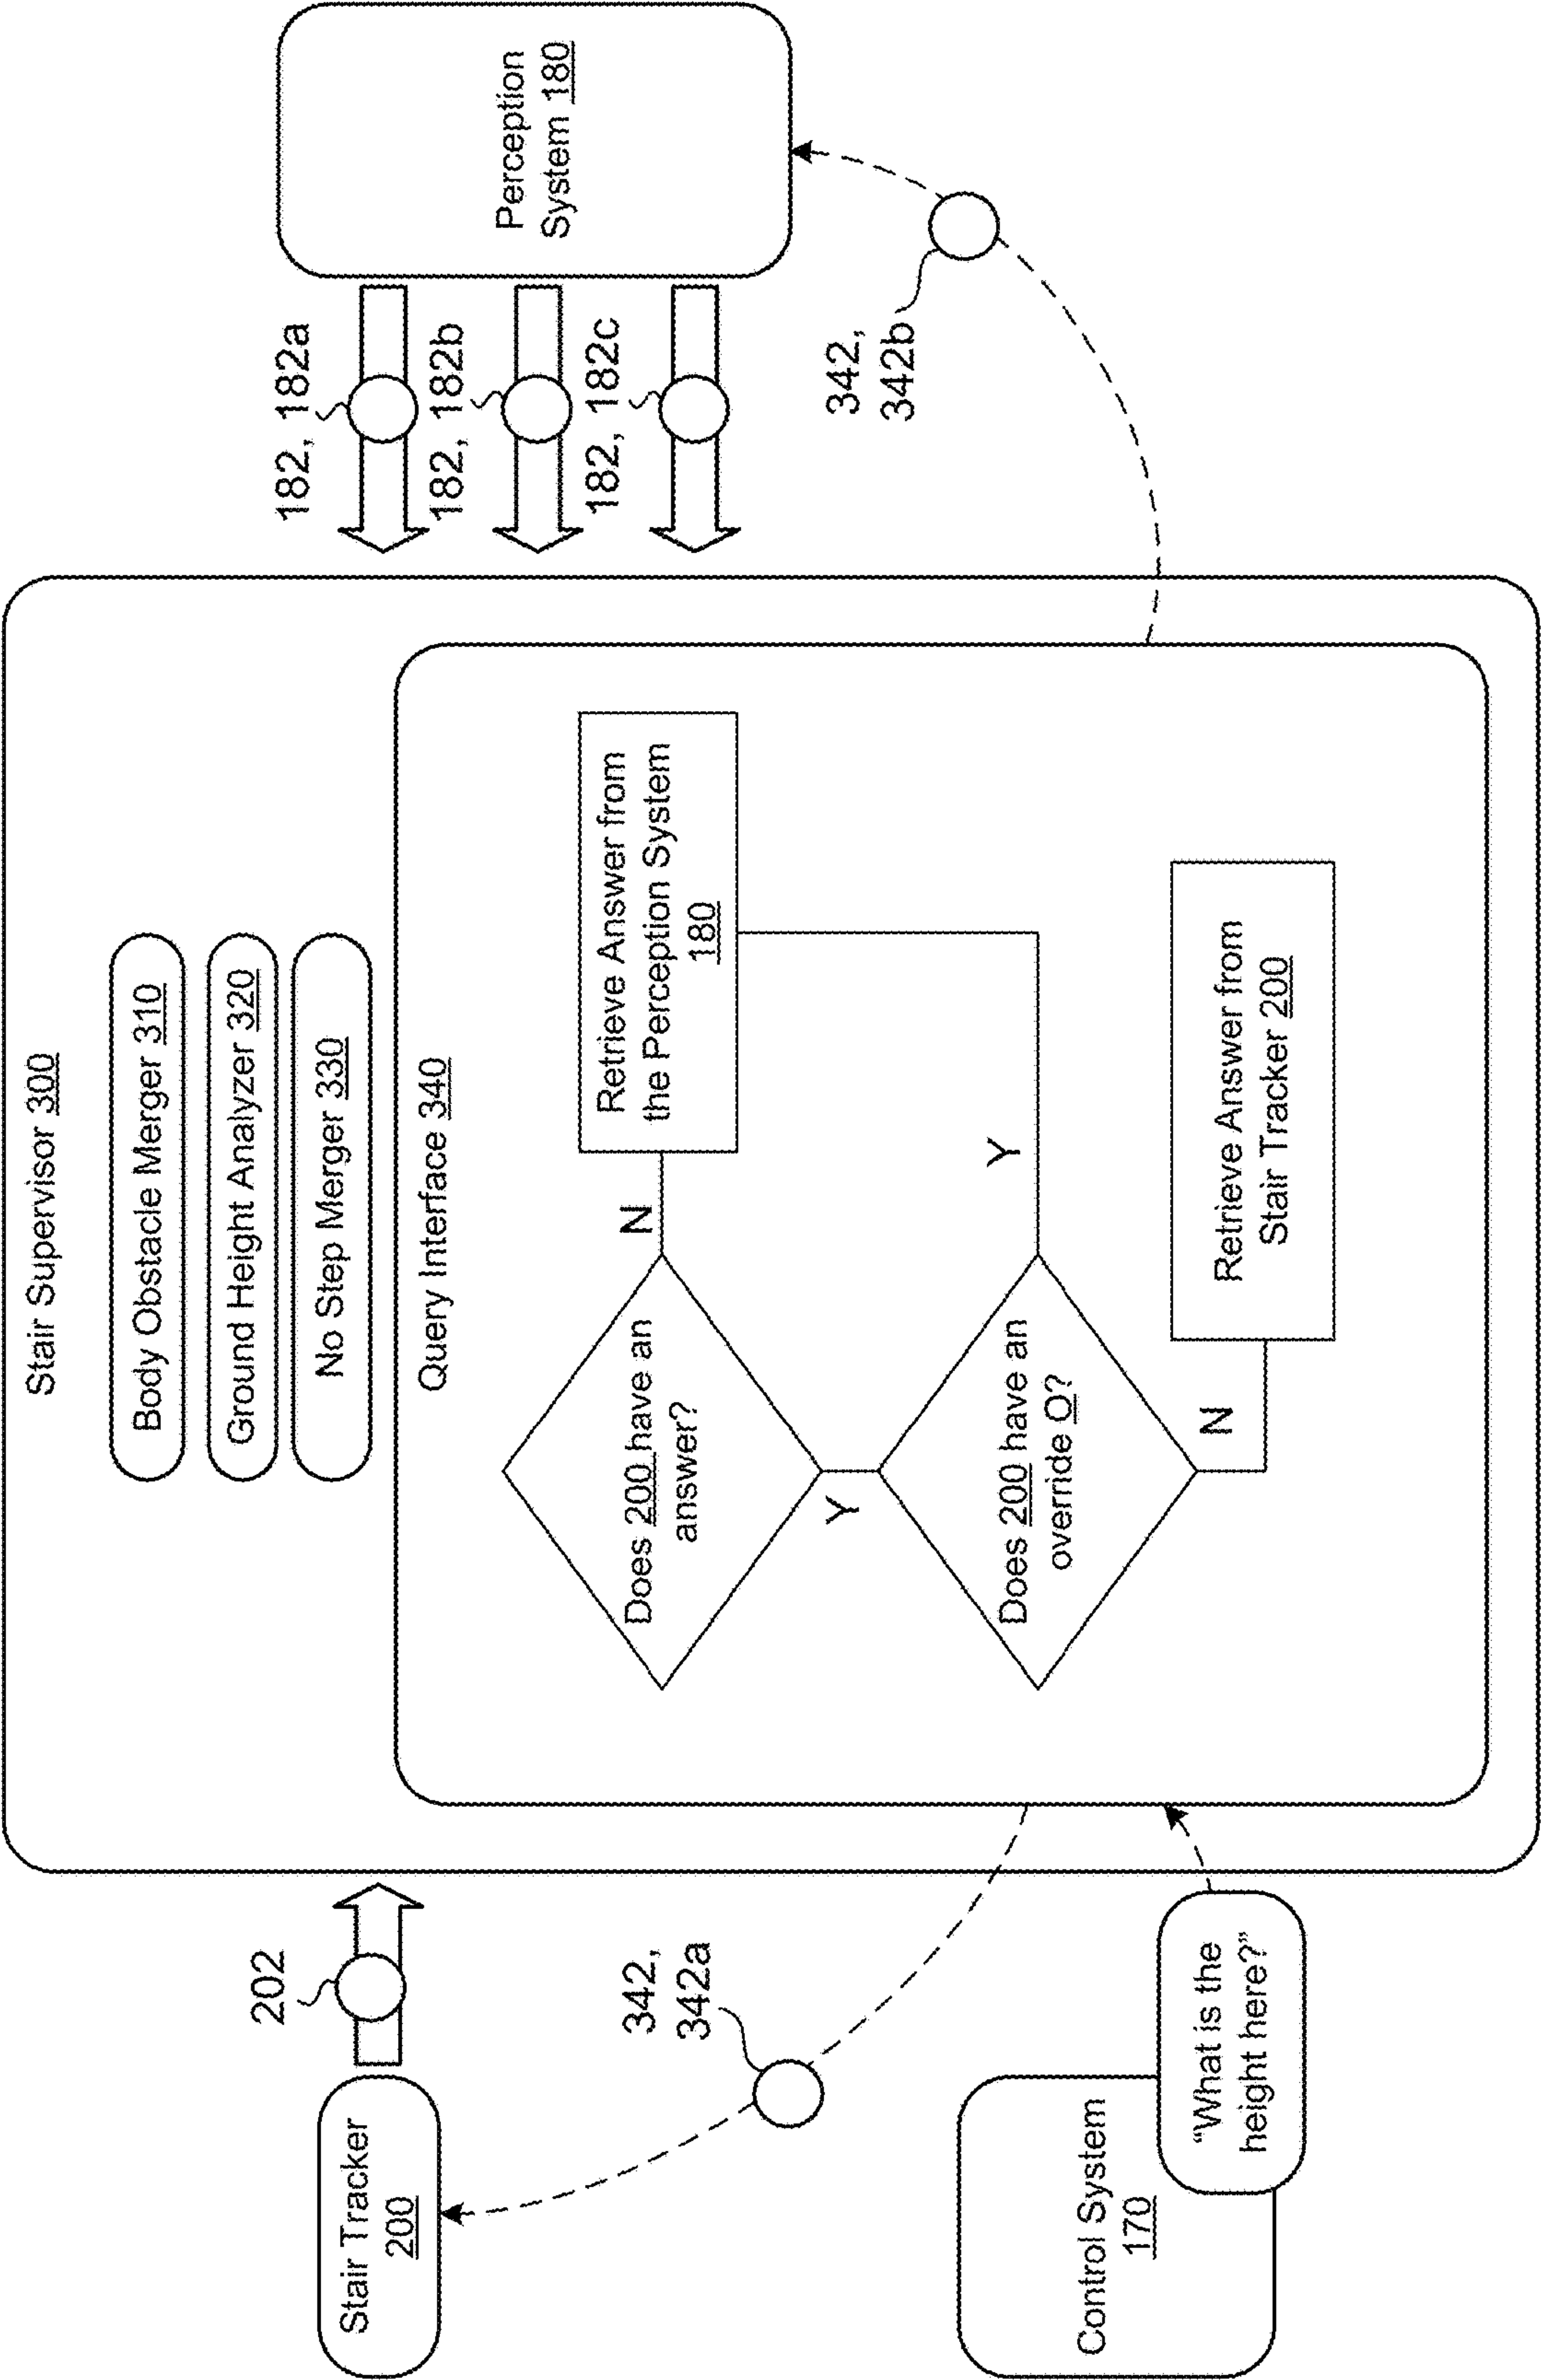 Stair Supervisor 300
Body Obstacle Merger 310
Ground Height Analyzer 320
No Step Merger 330
Query Interface 340
Does 200 have an
answer?
N
Retrieve Answer from
the Perception System
180
Y
Does 200 have an
override O?
Y
N
Retrieve Answer from
Stair Tracker 200
Stair Tracker
200
202
342,
342a
Control System
170
“What is the
height here?”
Perception
System 180
182, 182a
182, 182b
182, 182c
342,
342b